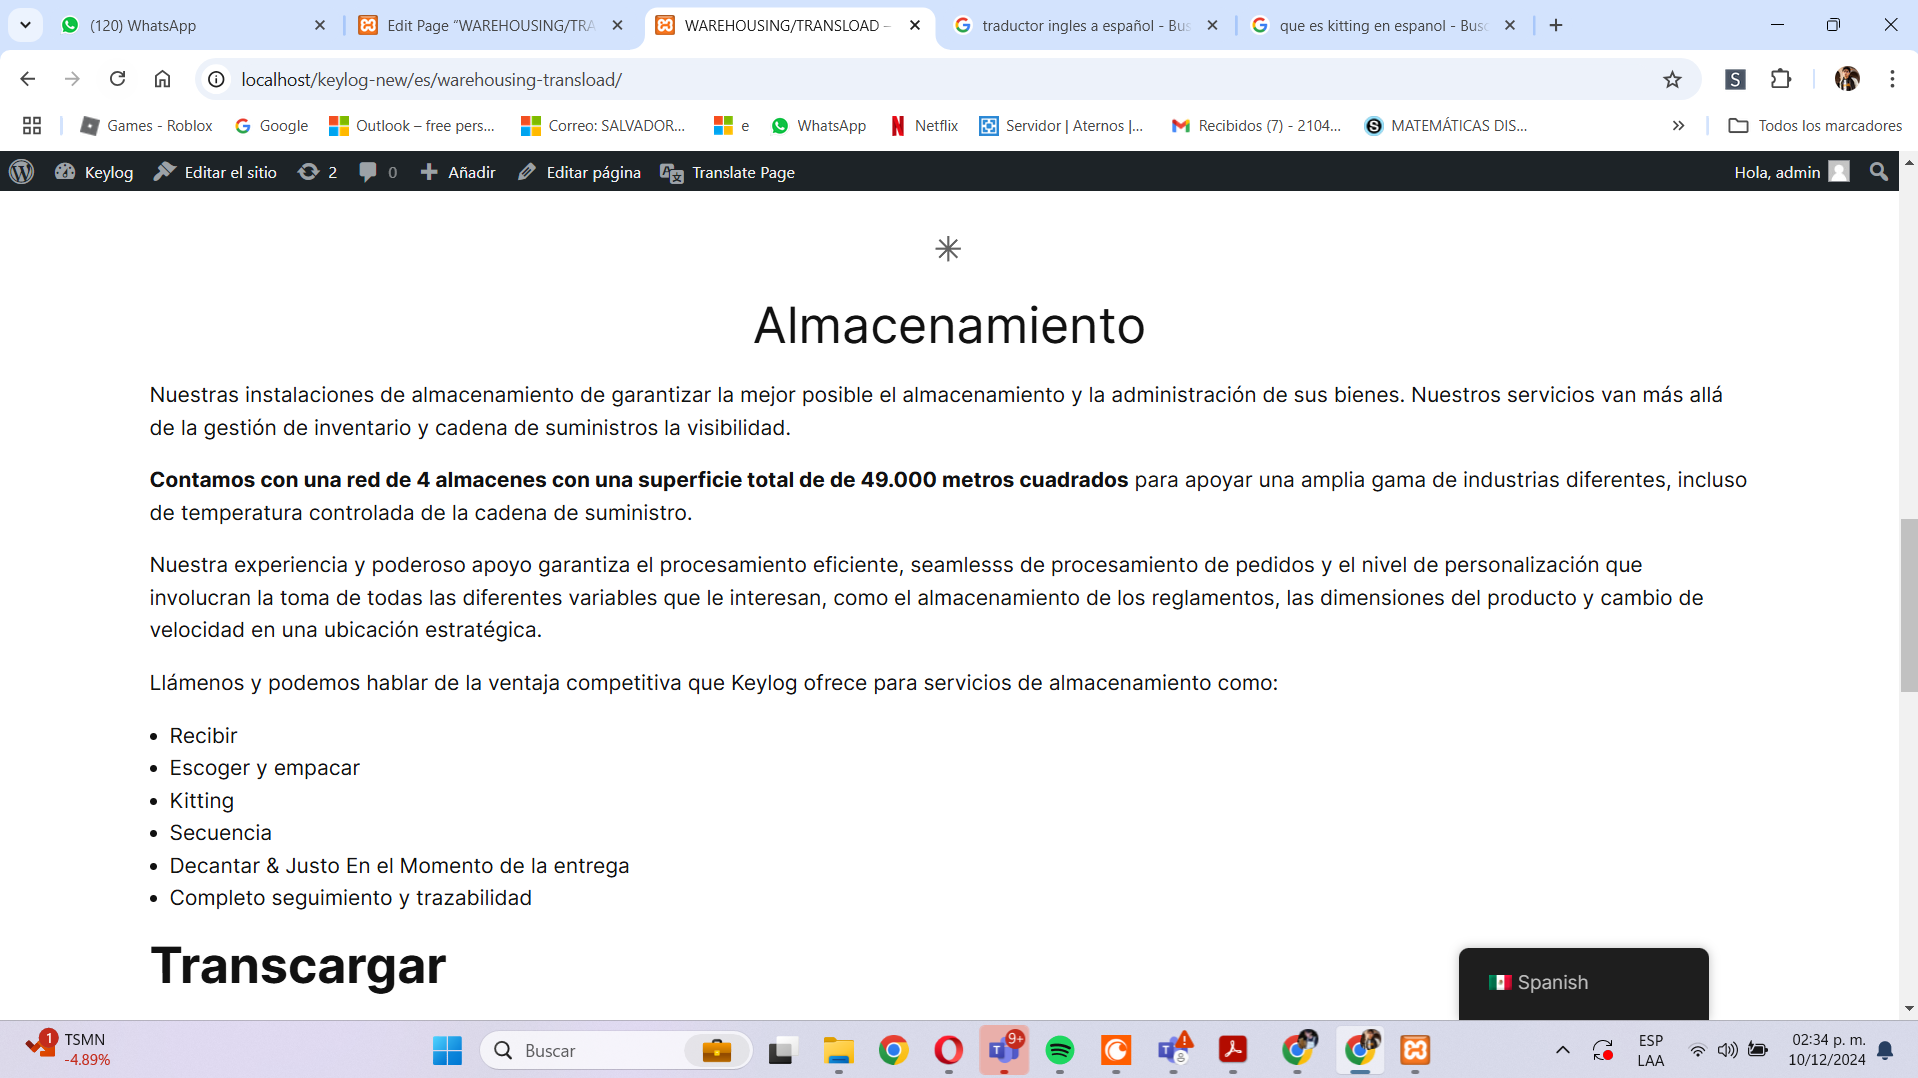 (120) WhatsApp
Edit Page “WAREHOUSING/TRA
WAREHOUSING/TRANSLOAD –
traductor ingles a español - Bus
que es kitting en espanol - Busc
localhost/keylog-new/es/warehousing-transload/
S
Games - Roblox
Google
Outlook – free pers...
Correo: SALVADOR...
e
WhatsApp
Netflix
Servidor | Aternos |...
Recibidos (7) - 2104...
MATEMÁTICAS DIS...
Todos los marcadores
Keylog
Editar el sitio
2
0
Añadir
Editar página
Translate Page
Hola, admin
Almacenamiento
Nuestras instalaciones de almacenamiento de garantizar la mejor posible el almacenamiento y la administración de sus bienes. Nuestros servicios van más allá
de la gestión de inventario y cadena de suministros la visibilidad.
Contamos con una red de 4 almacenes con una superficie total de de 49.000 metros cuadrados para apoyar una amplia gama de industrias diferentes, incluso
de temperatura controlada de la cadena de suministro.
Nuestra experiencia y poderoso apoyo garantiza el procesamiento eficiente, seamlesss de procesamiento de pedidos y el nivel de personalización que
involucran la toma de todas las diferentes variables que le interesan, como el almacenamiento de los reglamentos, las dimensiones del producto y cambio de
velocidad en una ubicación estratégica.
Llámenos y podemos hablar de la ventaja competitiva que Keylog ofrece para servicios de almacenamiento como:
• Recibir
• Escoger y empacar
• Kitting
• Secuencia
• Decantar & Justo En el Momento de la entrega
• Completo seguimiento y trazabilidad
Transcargar
Spanish
1
TSMN
-4.89%
Buscar
9+
ESP
LAA
02:34 p. m.
10/12/2024